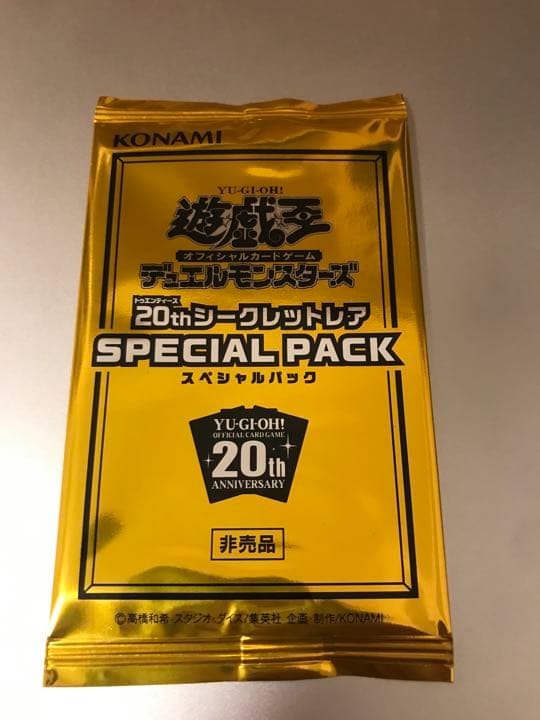 KONAMI
YU-GI-OH!
遊戯王
オフィシャルカードゲーム
デュエルモンスターズ
トゥエンティース
20thシークレットレア
SPECIAL PACK
スペシャルパック
YU-GI-OH!
OFFICIAL CARD GAME
20th
ANNIVERSARY
非売品
©高橋和希 スタジオ・ダイス/集英社 企画・制作/KONAMI